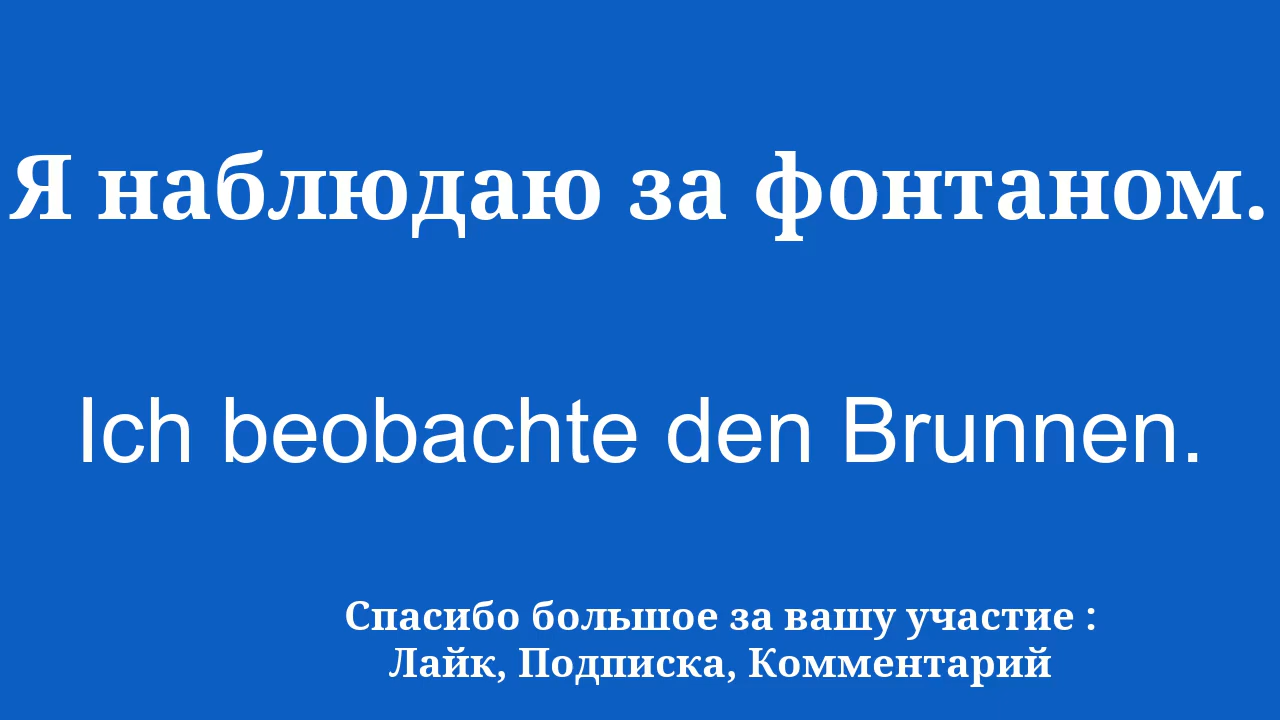 Я наблюдаю за фонтаном.
Ich beobachte den Brunnen.
Спасибо большое за вашу участие :
Лайк, Подписка, Комментарий